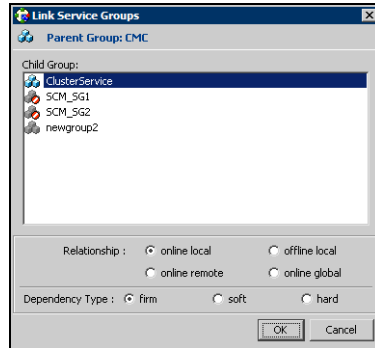 Link Service Groups
Parent Group: CMC
Child Group:
ClusterService
SCM_SG1
SCM_SG2
newgroup2
Relationship : online local offline local
online remote online global
Dependency Type : firm soft hard
OK Cancel